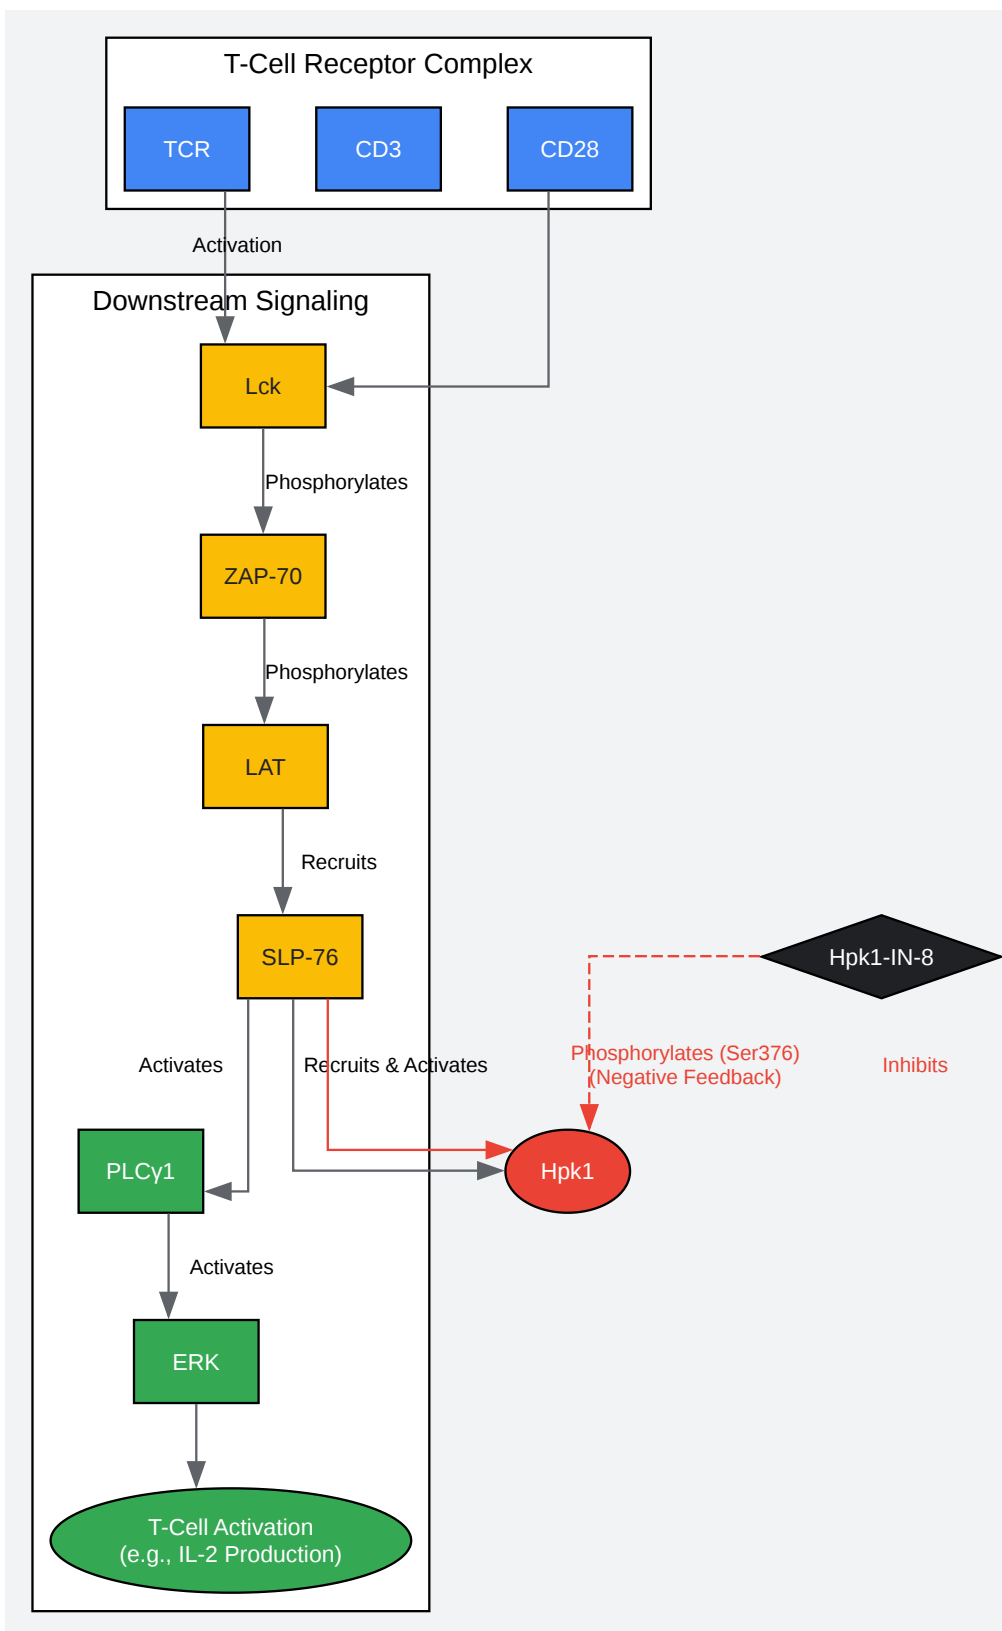 T-Cell Receptor Complex
TCR
CD3
CD28
Activation
Downstream Signaling
Lck
Phosphorylates
ZAP-70
Phosphorylates
LAT
Recruits
SLP-76
Hpk1-IN-8
Activates
Recruits & Activates
Phosphorylates (Ser376)
(Negative Feedback)
Inhibits
PLCγ1
Hpk1
Activates
ERK
T-Cell Activation
(e.g., IL-2 Production)